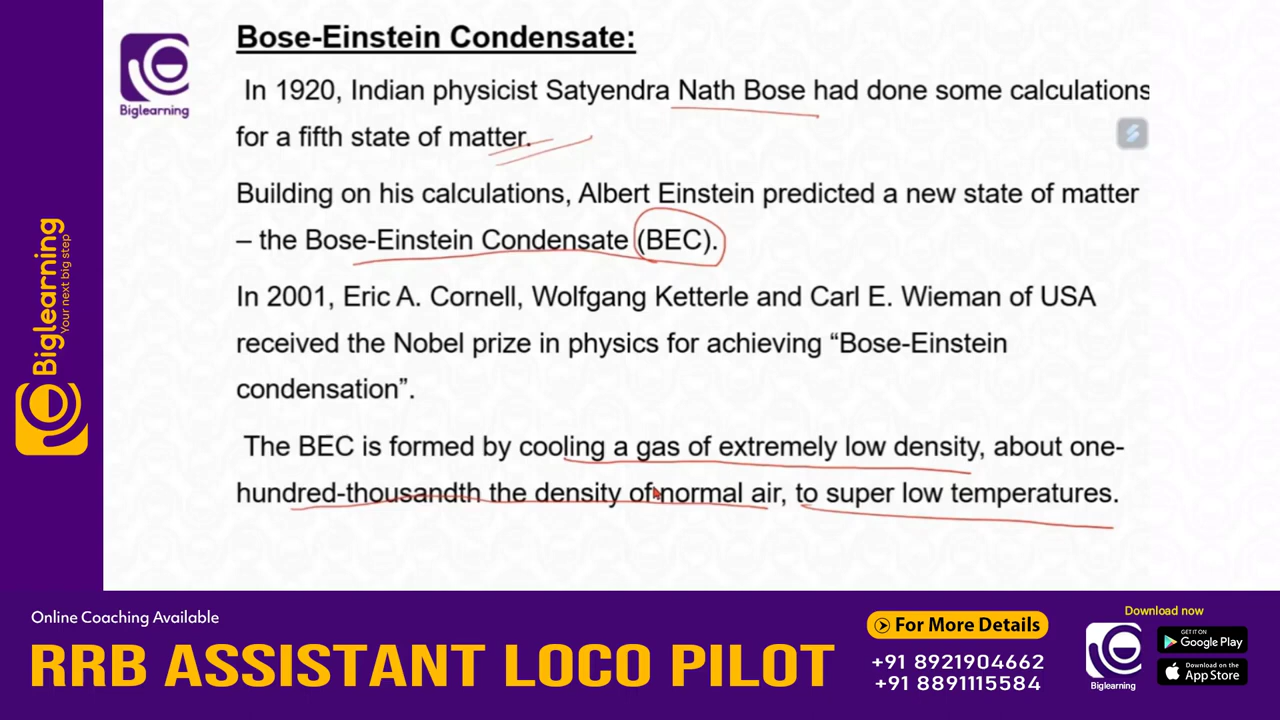 Bose-Einstein Condensate:
Biglearning
In 1920, Indian physicist Satyendra Nath Bose had done some calculations
for a fifth state of matter.
Building on his calculations, Albert Einstein predicted a new state of matter
– the Bose-Einstein Condensate (BEC).
In 2001, Eric A. Cornell, Wolfgang Ketterle and Carl E. Wieman of USA
received the Nobel prize in physics for achieving “Bose-Einstein
condensation”.
The BEC is formed by cooling a gas of extremely low density, about one-
hundred-thousandth the density of normal air, to super low temperatures.
Biglearning
Your next big step
Online Coaching Available
RRB ASSISTANT LOCO PILOT
For More Details
+91 8921904662
+91 8891115584
Download now
Biglearning
GET IT ON
Google Play
Download on the
App Store